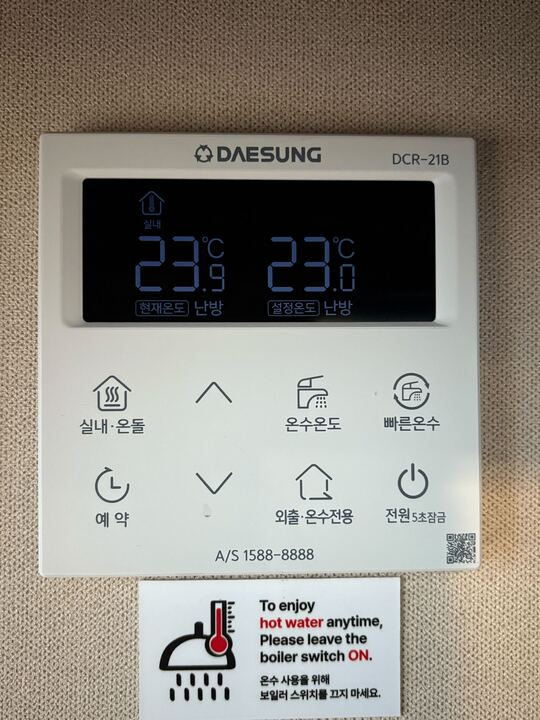 DAESUNG
DCR-21B
실내
23.9℃ 23.0℃
현재온도 난방 설정온도 난방
실내·온돌 온수온도 빠른온수
예약 외출·온수전용 전원 5초잠금
A/S 1588-8888
To enjoy
hot water anytime,
Please leave the
boiler switch ON.
온수 사용을 위해
보일러 스위치를 끄지 마세요.